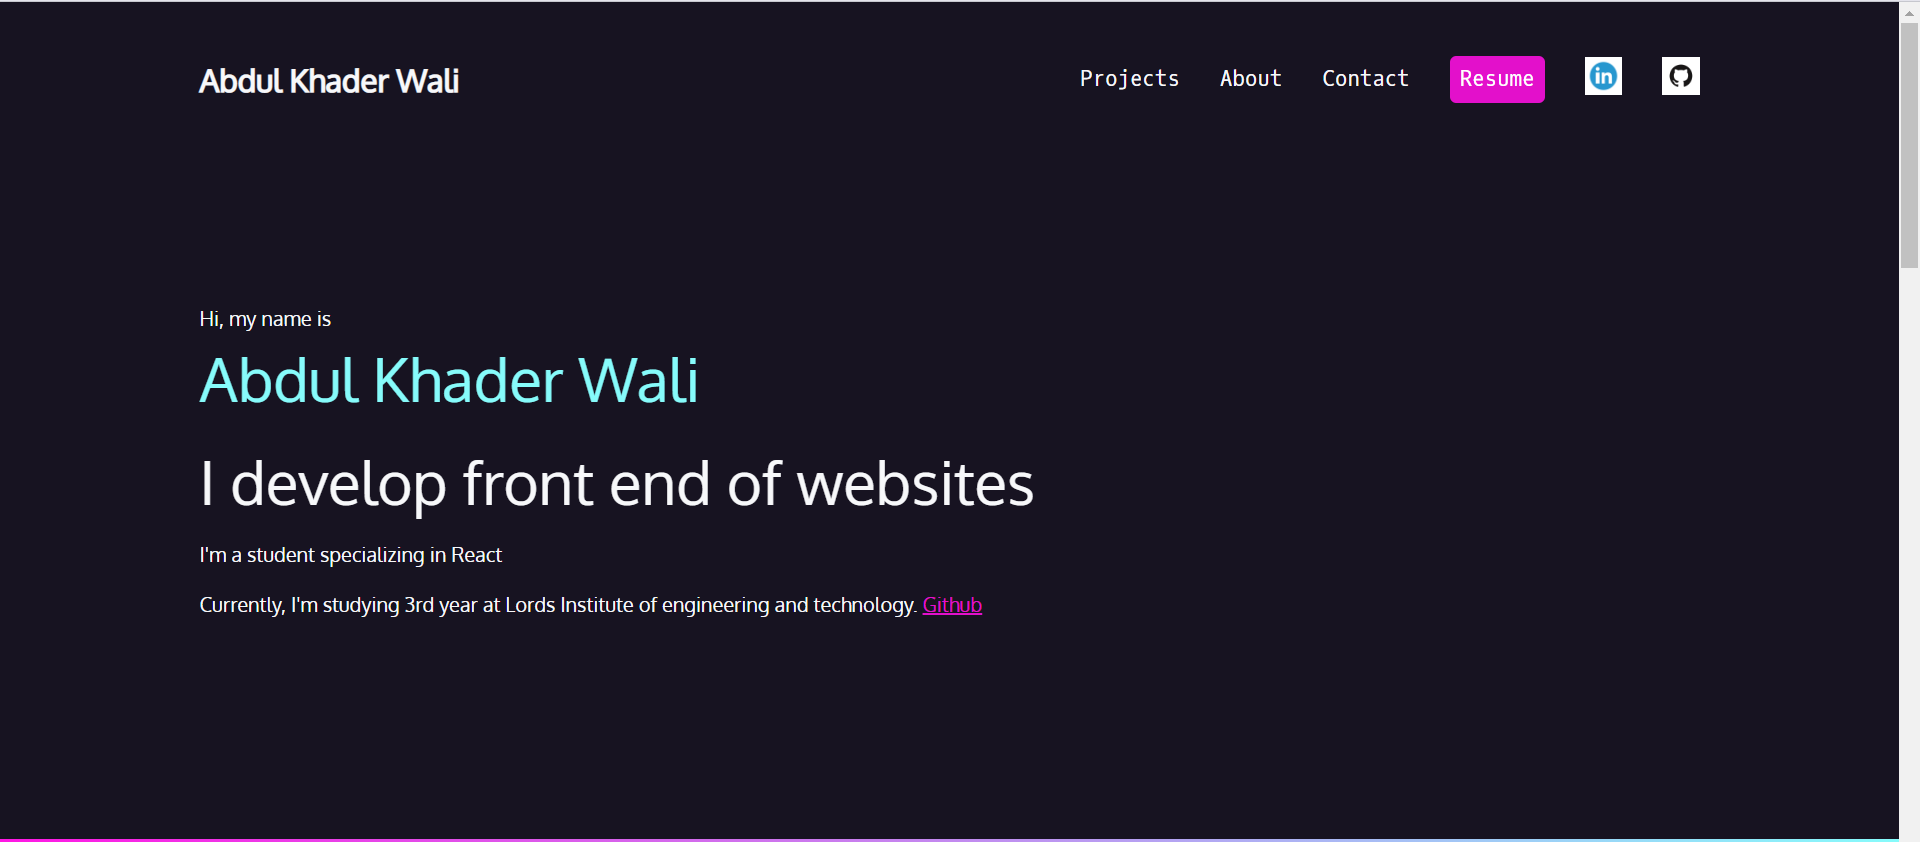 Abdul Khader Wali
Projects About Contact Resume in
Hi, my name is
Abdul Khader Wali
I develop front end of websites
I'm a student specializing in React
Currently, I'm studying 3rd year at Lords Institute of engineering and technology. Github